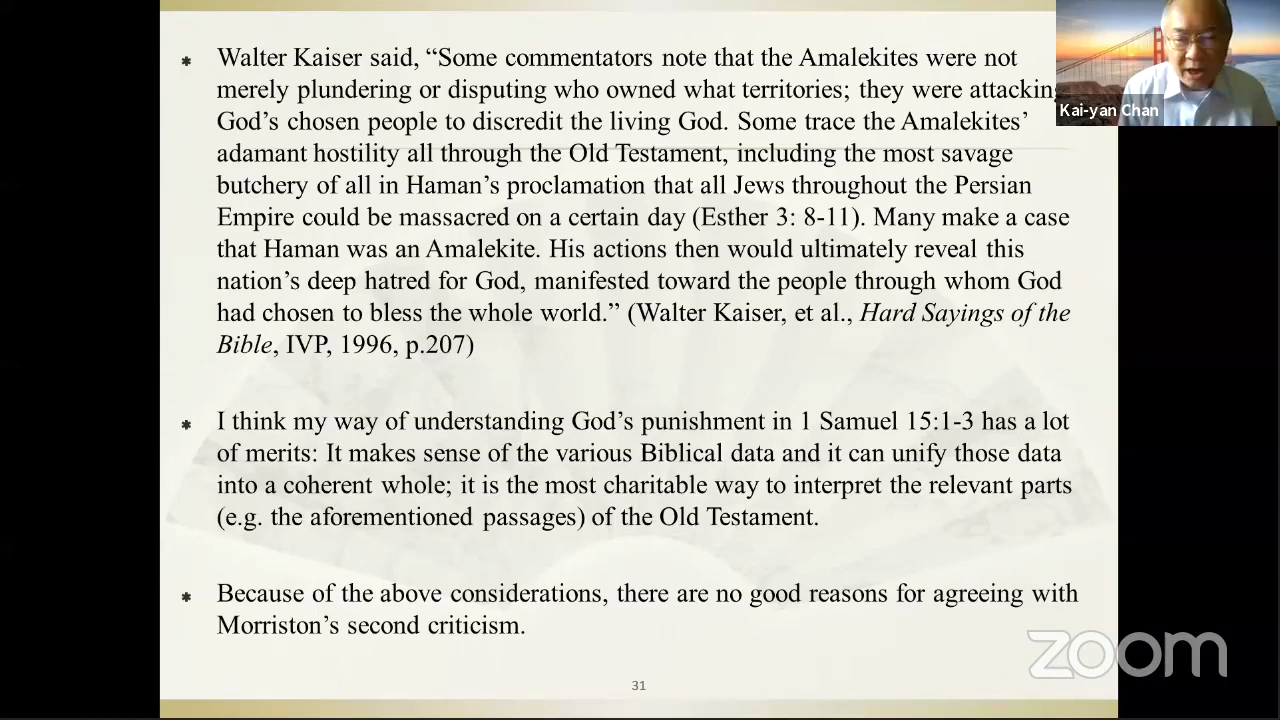 * Walter Kaiser said, “Some commentators note that the Amalekites were not
merely plundering or disputing who owned what territories; they were attacking
God’s chosen people to discredit the living God. Some trace the Amalekites’
adamant hostility all through the Old Testament, including the most savage
butchery of all in Haman’s proclamation that all Jews throughout the Persian
Empire could be massacred on a certain day (Esther 3: 8-11). Many make a case
that Haman was an Amalekite. His actions then would ultimately reveal this
nation’s deep hatred for God, manifested toward the people through whom God
had chosen to bless the whole world.” (Walter Kaiser, et al., Hard Sayings of the
Bible, IVP, 1996, p.207)
* I think my way of understanding God’s punishment in 1 Samuel 15:1-3 has a lot
of merits: It makes sense of the various Biblical data and it can unify those data
into a coherent whole; it is the most charitable way to interpret the relevant parts
(e.g. the aforementioned passages) of the Old Testament.
* Because of the above considerations, there are no good reasons for agreeing with
Morriston’s second criticism.
31
Kai-yan Chan
zoom